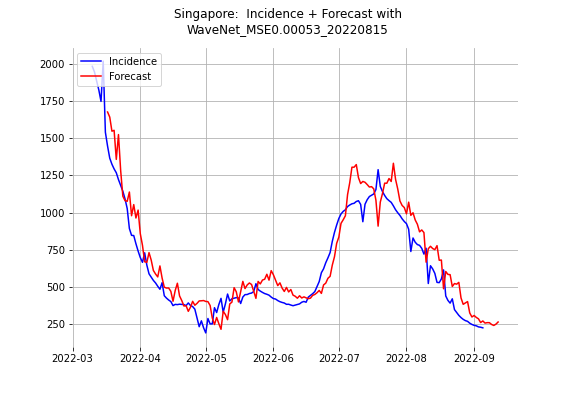 Singapore:  Incidence + Forecast with
WaveNet_MSE0.00053_20220815
Incidence
Forecast
2000
1750
1500
1250
1000
750
500
250
2022-03 2022-04 2022-05 2022-06 2022-07 2022-08 2022-09